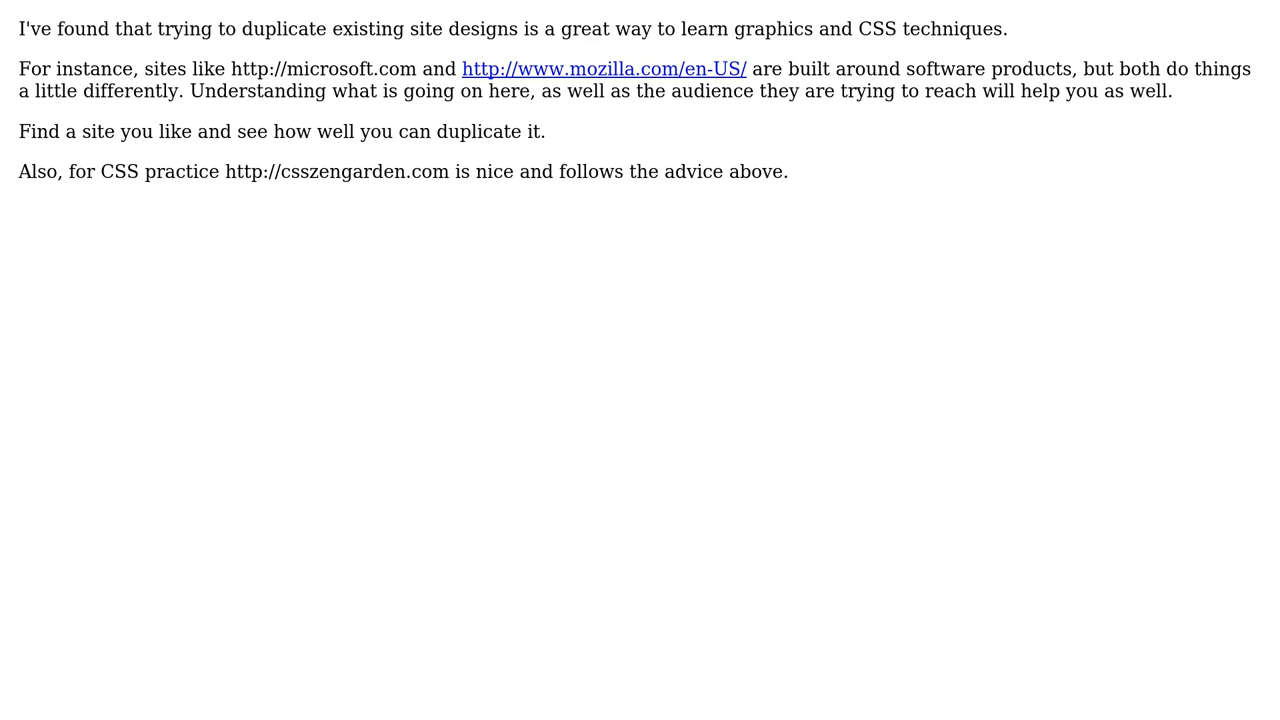 I've found that trying to duplicate existing site designs is a great way to learn graphics and CSS techniques.
For instance, sites like http://microsoft.com and http://www.mozilla.com/en-US/ are built around software products, but both do things
a little differently. Understanding what is going on here, as well as the audience they are trying to reach will help you as well.
Find a site you like and see how well you can duplicate it.
Also, for CSS practice http://csszengarden.com is nice and follows the advice above.